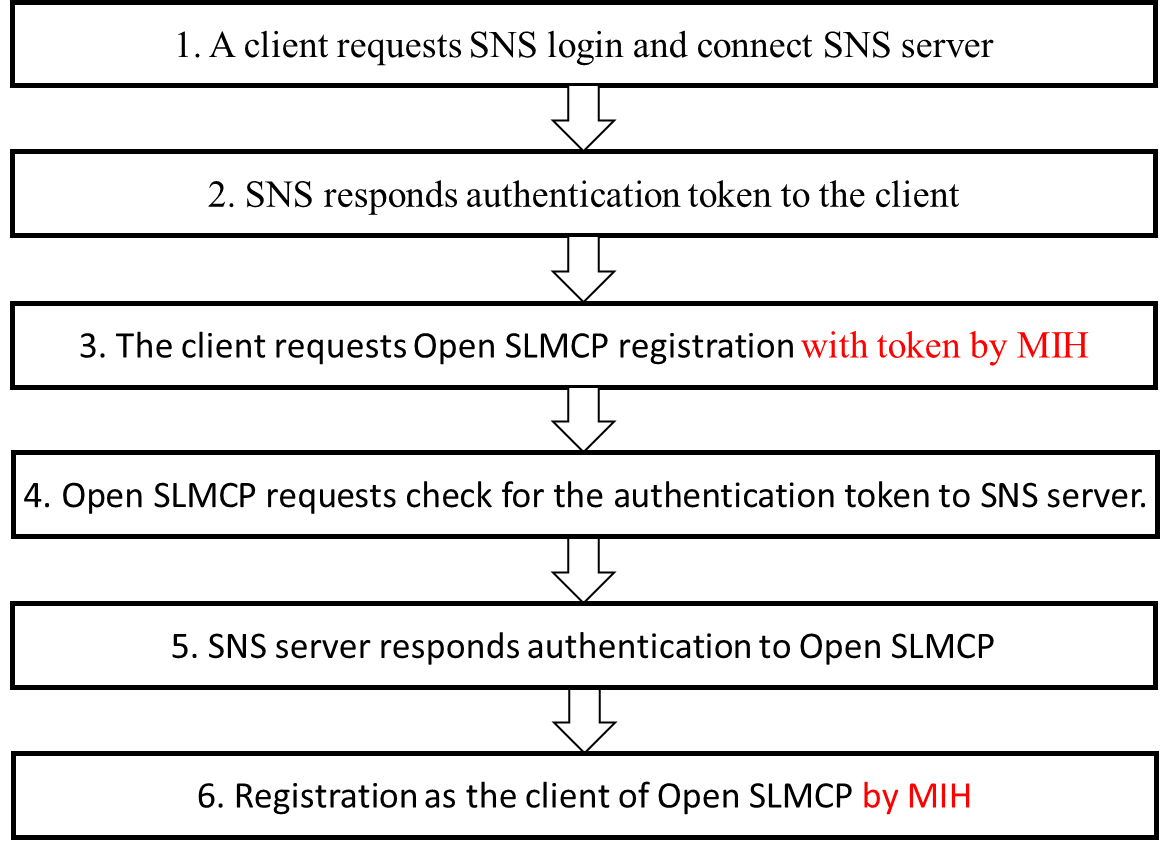 1. A client requests SNS login and connect SNS server
2. SNS responds authentication token to the client
3. The client requests Open SLMCP registration with token by MIH
4. Open SLMCP requests check for the authentication token to SNS server.
5. SNS server responds authentication to Open SLMCP
6. Registration as the client of Open SLMCP by MIH